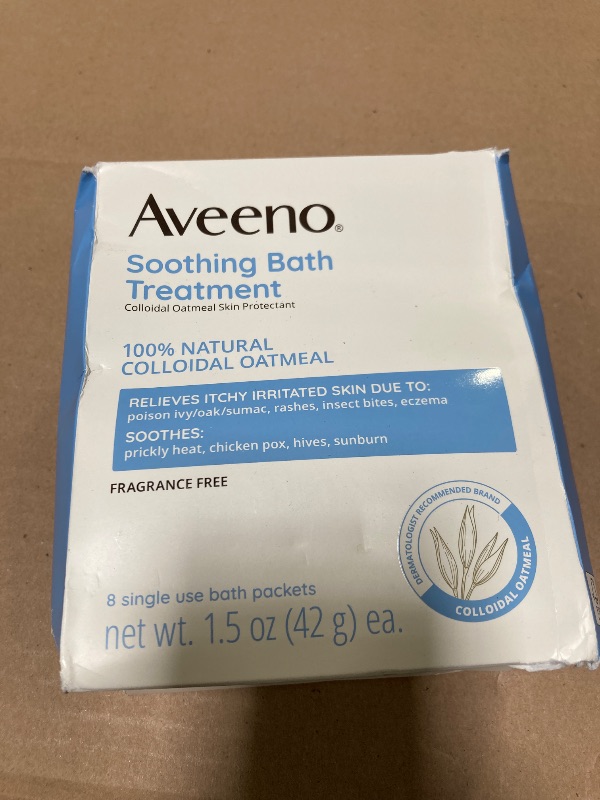 Aveeno®
Soothing Bath
Treatment
Colloidal Oatmeal Skin Protectant
100% NATURAL
COLLOIDAL OATMEAL
RELIEVES ITCHY IRRITATED SKIN DUE TO:
poison ivy/oak/sumac, rashes, insect bites, eczema
SOOTHES:
prickly heat, chicken pox, hives, sunburn
FRAGRANCE FREE
DERMATOLOGIST RECOMMENDED BRAND
COLLOIDAL OATMEAL
8 single use bath packets
net wt. 1.5 oz (42 g) ea.